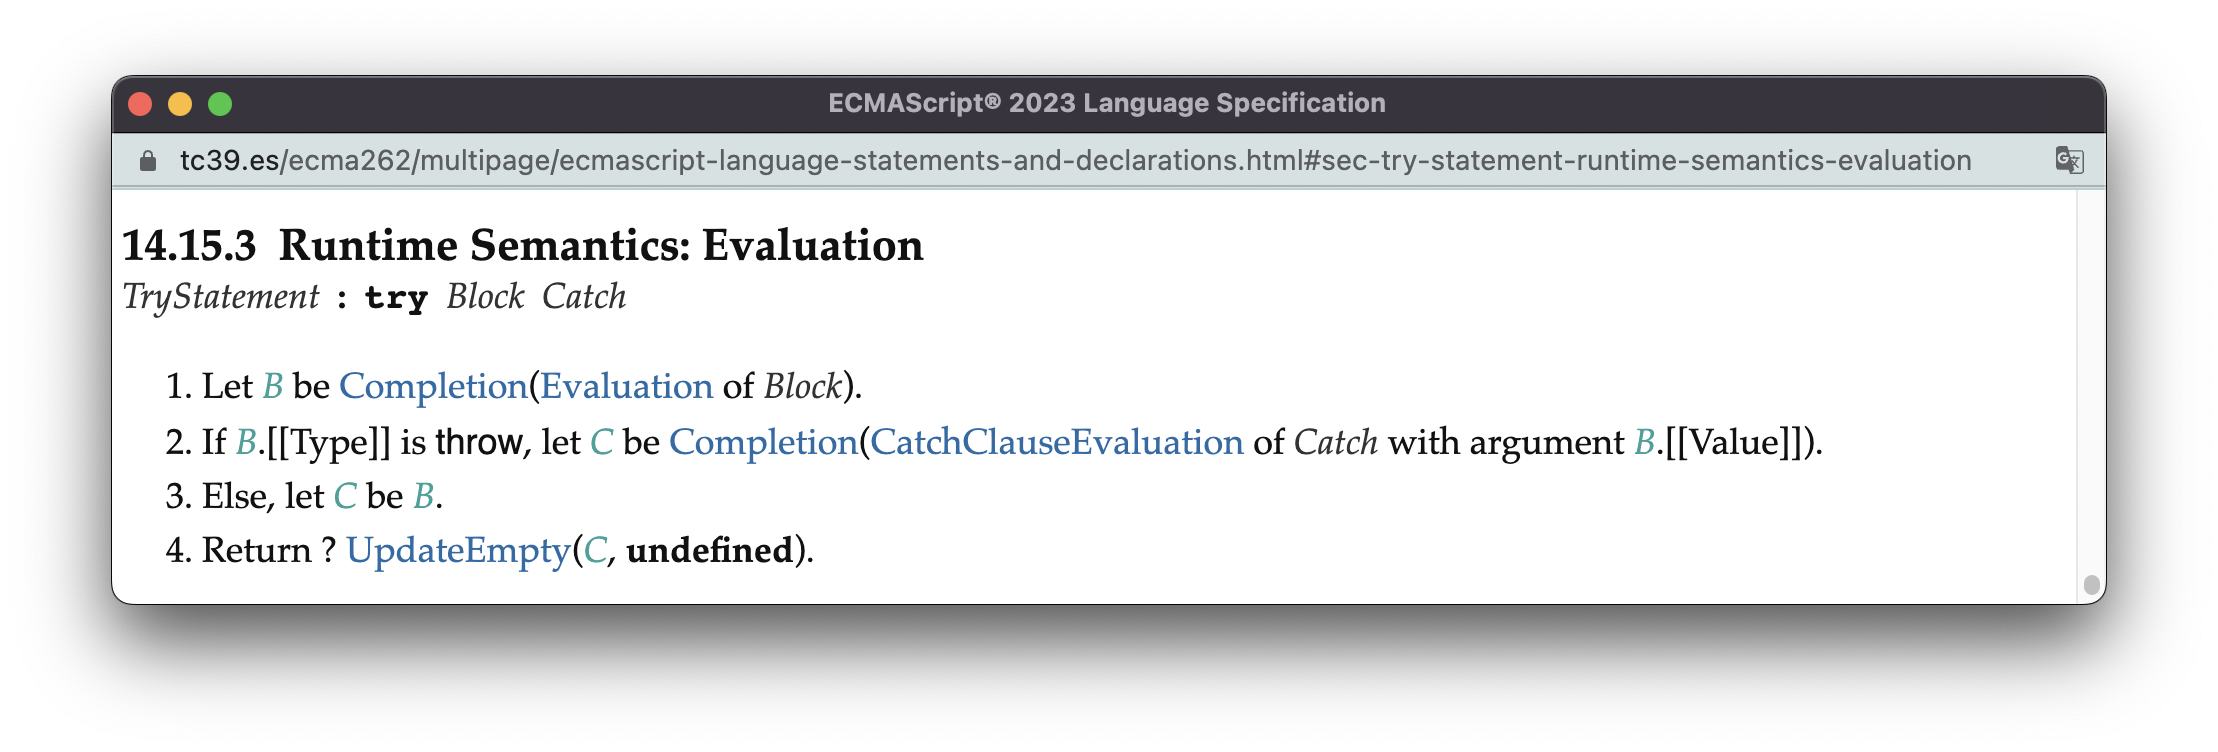 ECMAScript® 2023 Language Specification
tc39.es/ecma262/multipage/ecmascript-language-statements-and-declarations.html#sec-try-statement-runtime-semantics-evaluation
14.15.3 Runtime Semantics: Evaluation
TryStatement : try Block Catch
1. Let B be Completion(Evaluation of Block).
2. If B.[[Type]] is throw, let C be Completion(CatchClauseEvaluation of Catch with argument B.[[Value]]).
3. Else, let C be B.
4. Return ? UpdateEmpty(C, undefined).